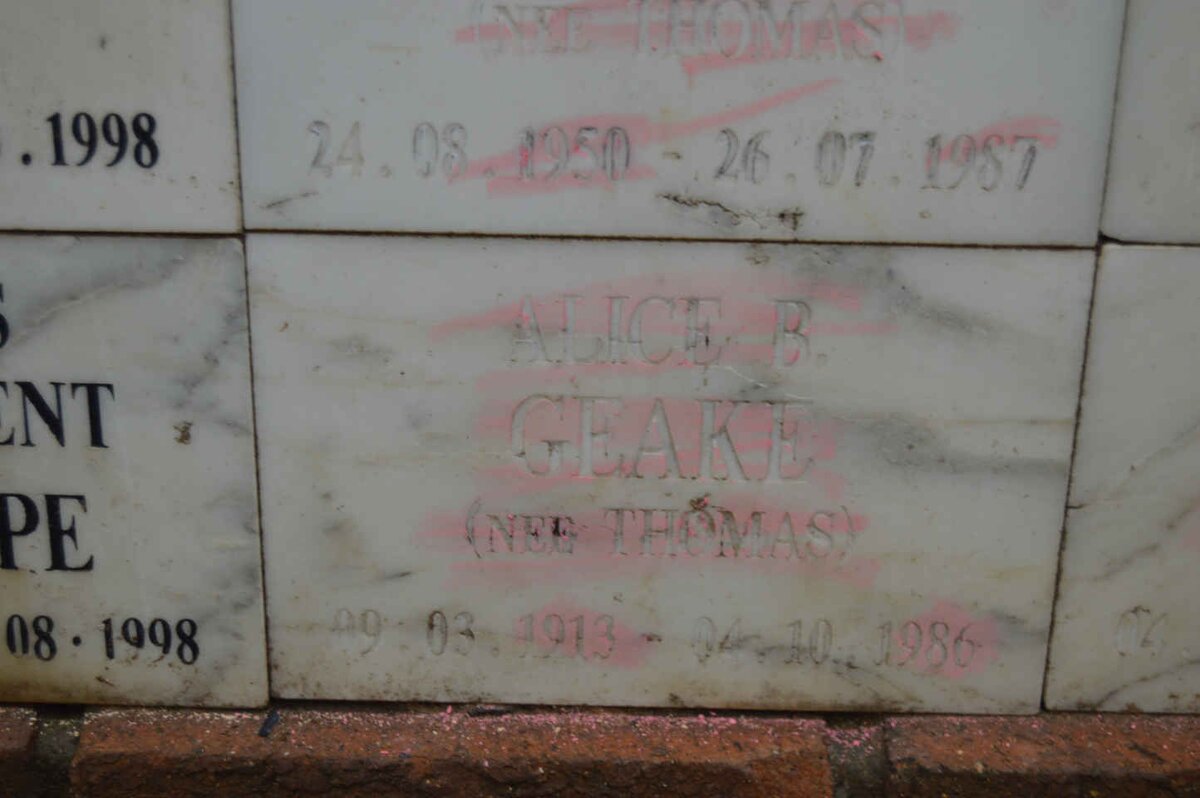 . 1998
(NEE THOMAS)
24 . 08 . 1950 - 26 . 07 . 1987
S
ENT
PE
08 · 1998
ALICE B.
GEAKE
(NEE THOMAS)
09 . 03 . 1913 - 04 . 10 . 1986